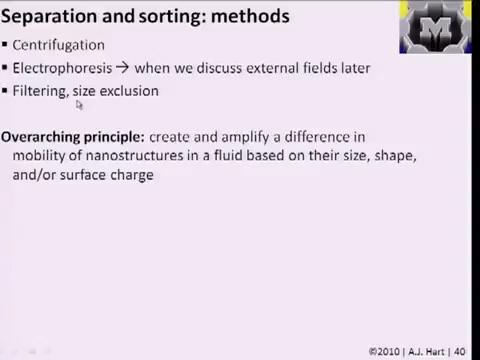 Separation and sorting: methods
▪ Centrifugation
▪ Electrophoresis → when we discuss external fields later
▪ Filtering, size exclusion
Overarching principle: create and amplify a difference in
mobility of nanostructures in a fluid based on their size, shape,
and/or surface charge
M
©2010 | A.J. Hart | 40